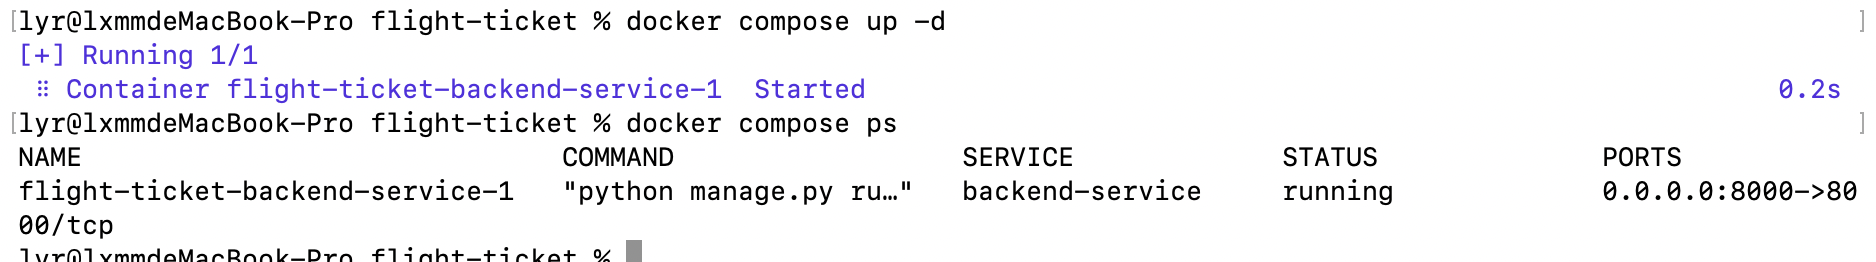 [lyr@lxmmdeMacBook-Pro flight-ticket % docker compose up -d ]
[+] Running 1/1
⠿ Container flight-ticket-backend-service-1  Started 0.2s
[lyr@lxmmdeMacBook-Pro flight-ticket % docker compose ps ]
NAME COMMAND SERVICE STATUS PORTS
flight-ticket-backend-service-1 "python manage.py ru…" backend-service running 0.0.0.0:8000->80
00/tcp
lyr@lxmmdeMacBook-Pro flight-ticket %